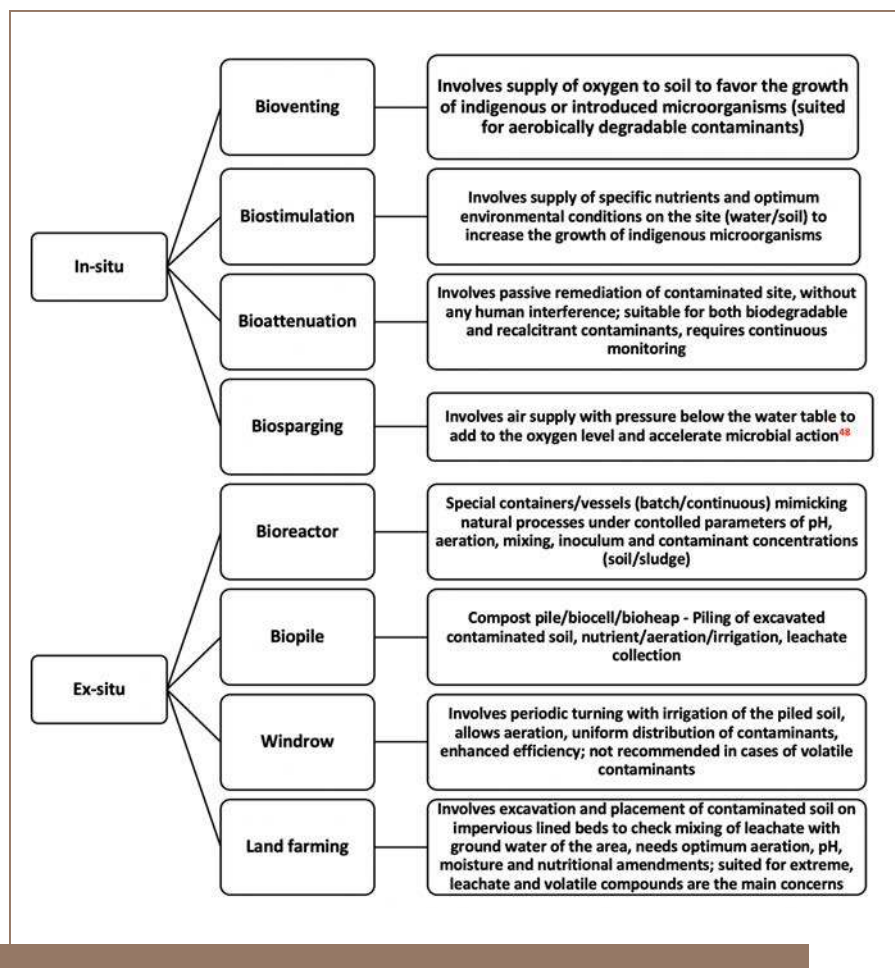 Bioventing
Involves supply of oxygen to soil to favor the growth
of indigenous or introduced microorganisms (suited
for aerobically degradable contaminants)
Biostimulation
Involves supply of specific nutrients and optimum
environmental conditions on the site (water/soil) to
increase the growth of indigenous microorganisms
In-situ
Bioattenuation
Involves passive remediation of contaminated site, without
any human interference; suitable for both biodegradable
and recalcitrant contaminants, requires continuous
monitoring
Biosparging
Involves air supply with pressure below the water table to
add to the oxygen level and accelerate microbial action48
Bioreactor
Special containers/vessels (batch/continuous) mimicking
natural processes under contolled parameters of pH,
aeration, mixing, inoculum and contaminant concentrations
(soil/sludge)
Biopile
Compost pile/biocell/bioheap - Piling of excavated
contaminated soil, nutrient/aeration/irrigation, leachate
collection
Ex-situ
Windrow
Involves periodic turning with irrigation of the piled soil,
allows aeration, uniform distribution of contaminants,
enhanced efficiency; not recommended in cases of volatile
contaminants
Land farming
Involves excavation and placement of contaminated soil on
impervious lined beds to check mixing of leachate with
ground water of the area, needs optimum aeration, pH,
moisture and nutritional amendments; suited for extreme,
leachate and volatile compounds are the main concerns